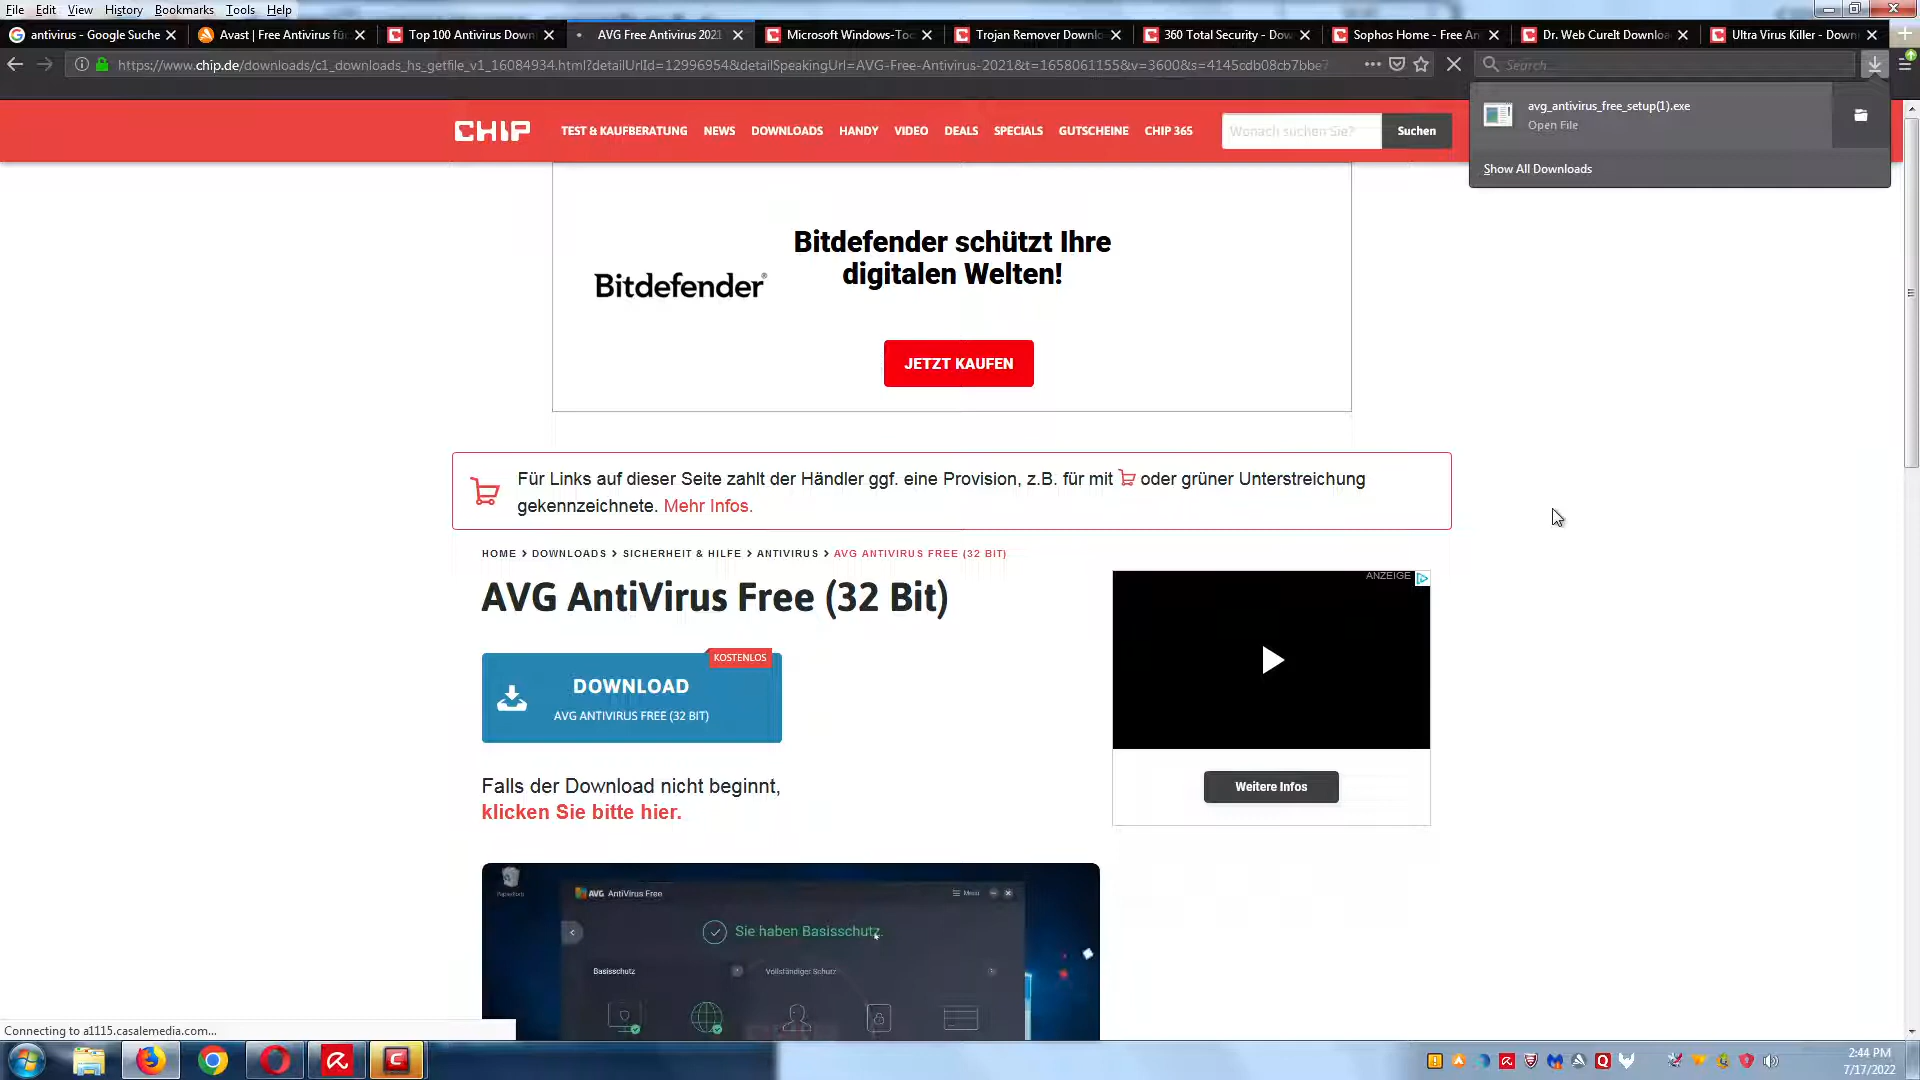 File Edit View History Bookmarks Tools Help
antivirus - Google Suche
Avast | Free Antivirus fü
Top 100 Antivirus Down
AVG Free Antivirus 2021
Microsoft Windows-Too
Trojan Remover Downlo
360 Total Security - Dow
Sophos Home - Free An
Dr. Web CureIt Downloa
Ultra Virus Killer - Down
https://www.chip.de/downloads/c1_downloads_hs_getfile_v1_16084934.html?detailUrlId=12996954&detailSpeakingUrl=AVG-Free-Antivirus-2021&t=1658061155&v=3600&s=4145cdb08cb7bbe7
Search...
avg_antivirus_free_setup(1).exe
Open File
Show All Downloads
CHIP
TEST & KAUFBERATUNG NEWS DOWNLOADS HANDY VIDEO DEALS SPECIALS GUTSCHEINE CHIP 365
Wonach suchen Sie?
Suchen
Bitdefender schützt Ihre
digitalen Welten!
Bitdefender®
JETZT KAUFEN
Für Links auf dieser Seite zahlt der Händler ggf. eine Provision, z.B. für mit oder grüner Unterstreichung
gekennzeichnete. Mehr Infos.
HOME > DOWNLOADS > SICHERHEIT & HILFE > ANTIVIRUS > AVG ANTIVIRUS FREE (32 BIT)
AVG AntiVirus Free (32 Bit)
ANZEIGE
KOSTENLOS
DOWNLOAD
AVG ANTIVIRUS FREE (32 BIT)
Weitere Infos
Falls der Download nicht beginnt,
klicken Sie bitte hier.
Papierkorb
AVG AntiVirus Free
Menü
Sie haben Basisschutz.
Basisschutz
Vollständiger Schutz
Connecting to a1115.casalemedia.com...
2:44 PM
7/17/2022